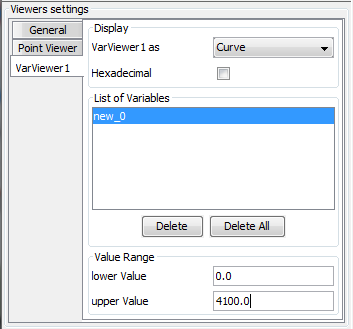 Viewers settings
General
Point Viewer
VarViewer1
Display
VarViewer1 as Curve
Hexadecimal
List of Variables
new_0
Delete Delete All
Value Range
lower Value 0.0
upper Value 4100.0